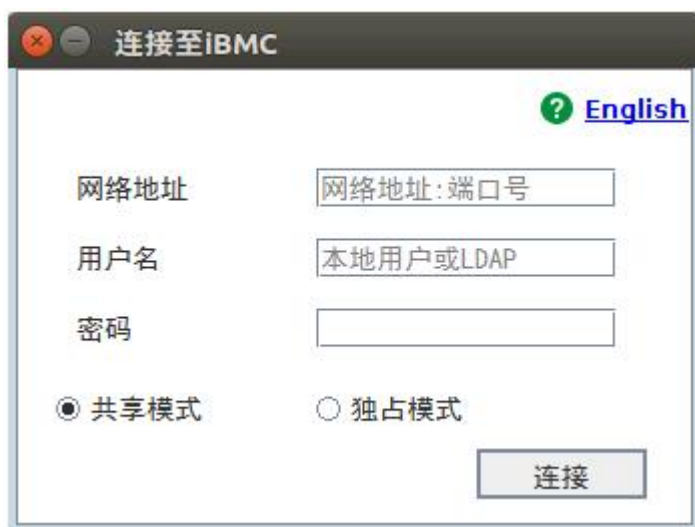 连接至iBMC
? English
网络地址 网络地址:端口号
用户名 本地用户或LDAP
密码
共享模式 独占模式
连接